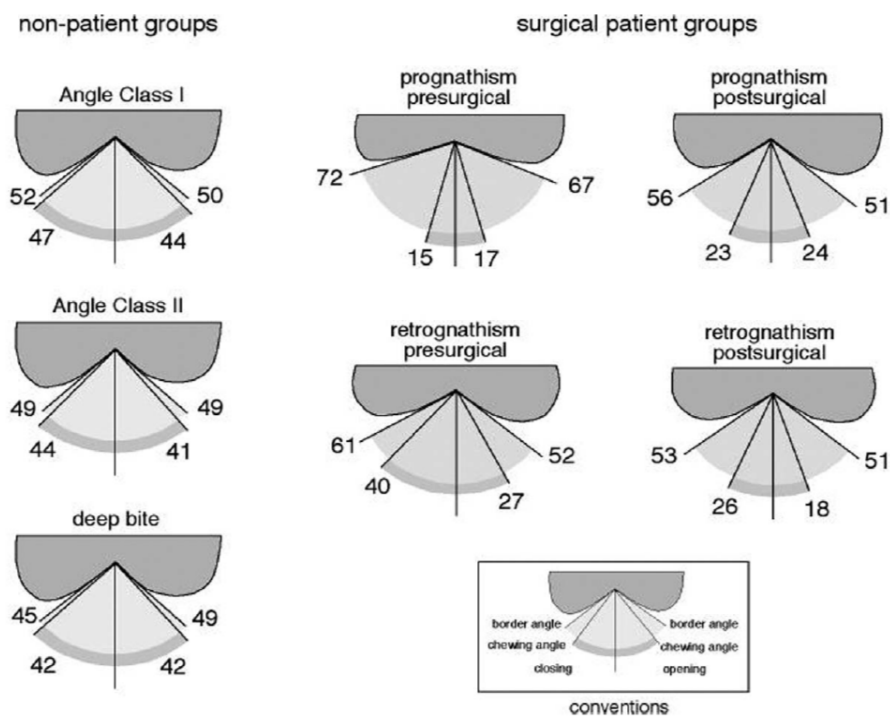 non-patient groups
surgical patient groups
Angle Class I
52
50
47
44
Angle Class II
49
49
44
41
deep bite
45
49
42
42
prognathism
presurgical
72
67
15
17
prognathism
postsurgical
56
51
23
24
retrognathism
presurgical
61
52
40
27
retrognathism
postsurgical
53
51
26
18
border angle
border angle
chewing angle
chewing angle
closing
opening
conventions